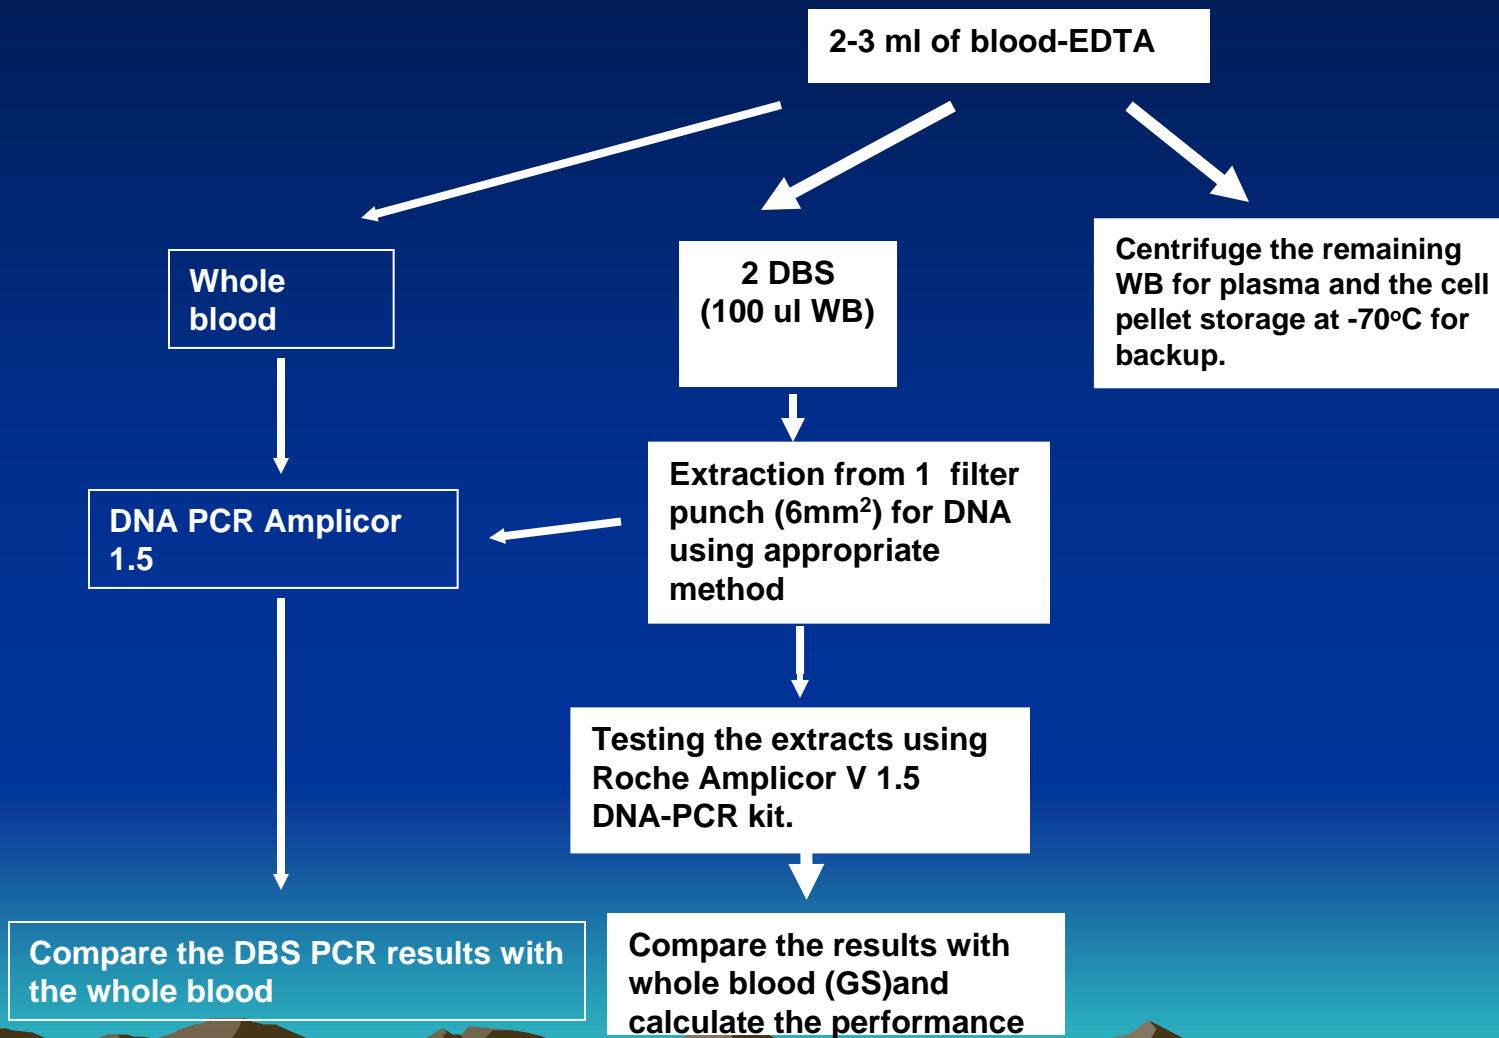 2-3 ml of blood-EDTA
Whole
blood
2 DBS
(100 ul WB)
Centrifuge the remaining
WB for plasma and the cell
pellet storage at -70ºC for
backup.
DNA PCR Amplicor
1.5
Extraction from 1 filter
punch (6mm²) for DNA
using appropriate
method
Testing the extracts using
Roche Amplicor V 1.5
DNA-PCR kit.
Compare the DBS PCR results with
the whole blood
Compare the results with
whole blood (GS)and
calculate the performance